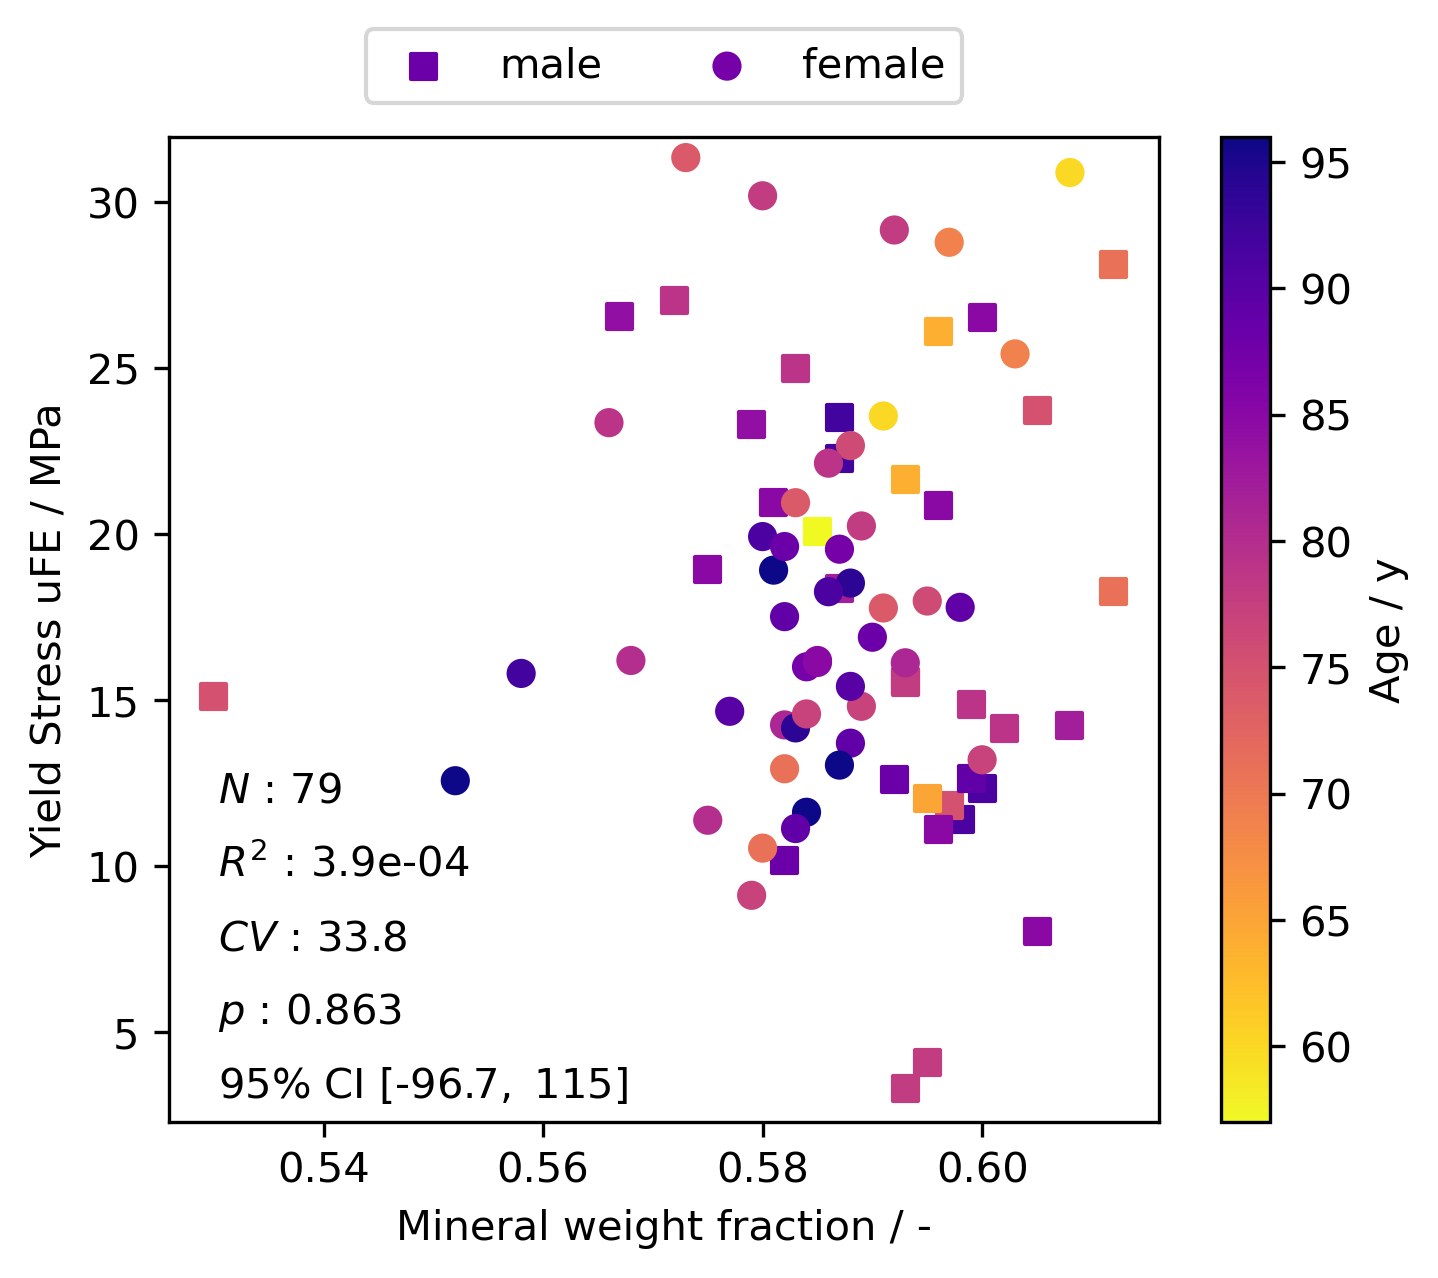 male female
30
25
20
15
10
5
Yield Stress uFE / MPa
N : 79
R² : 3.9e-04
CV : 33.8
p : 0.863
95% CI [-96.7, 115]
0.54 0.56 0.58 0.60
Mineral weight fraction / -
95
90
85
80
75
70
65
60
Age / y